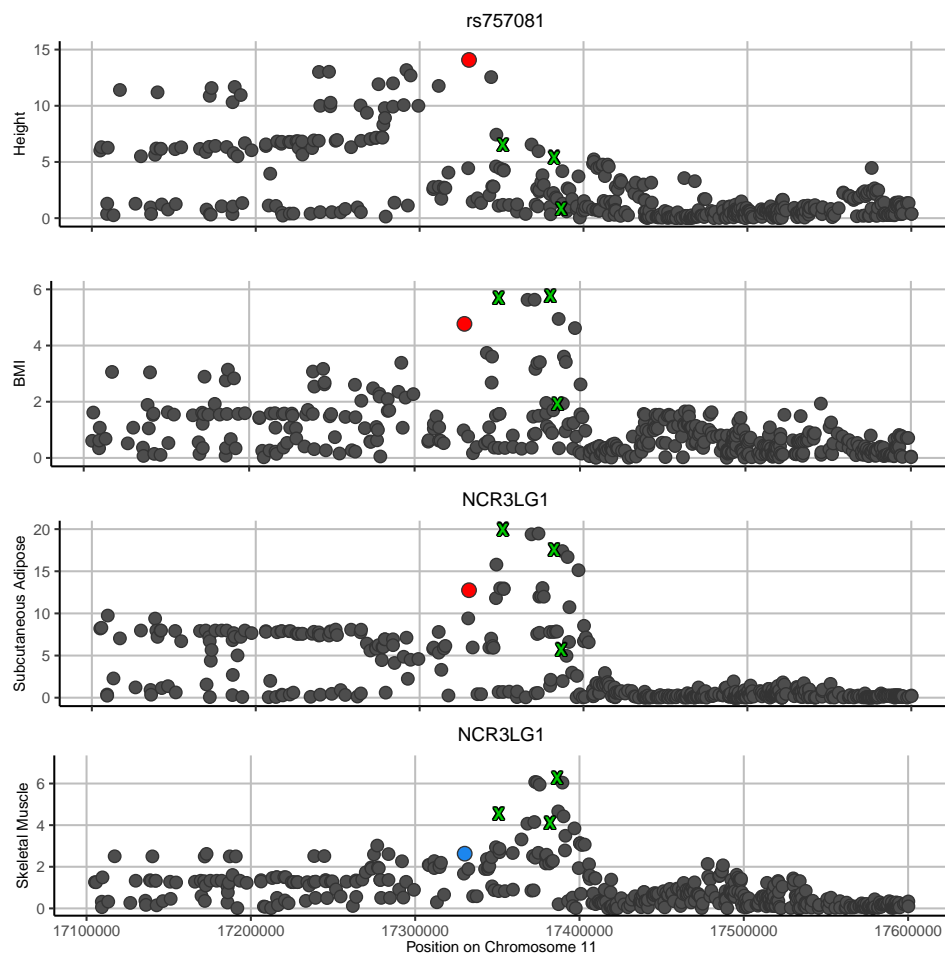 rs757081
15
10
5
0
Height
6
4
2
0
BMI
NCR3LG1
20
15
10
5
0
Subcutaneous Adipose
NCR3LG1
6
4
2
0
Skeletal Muscle
17100000 17200000 17300000 17400000 17500000 17600000
Position on Chromosome 11